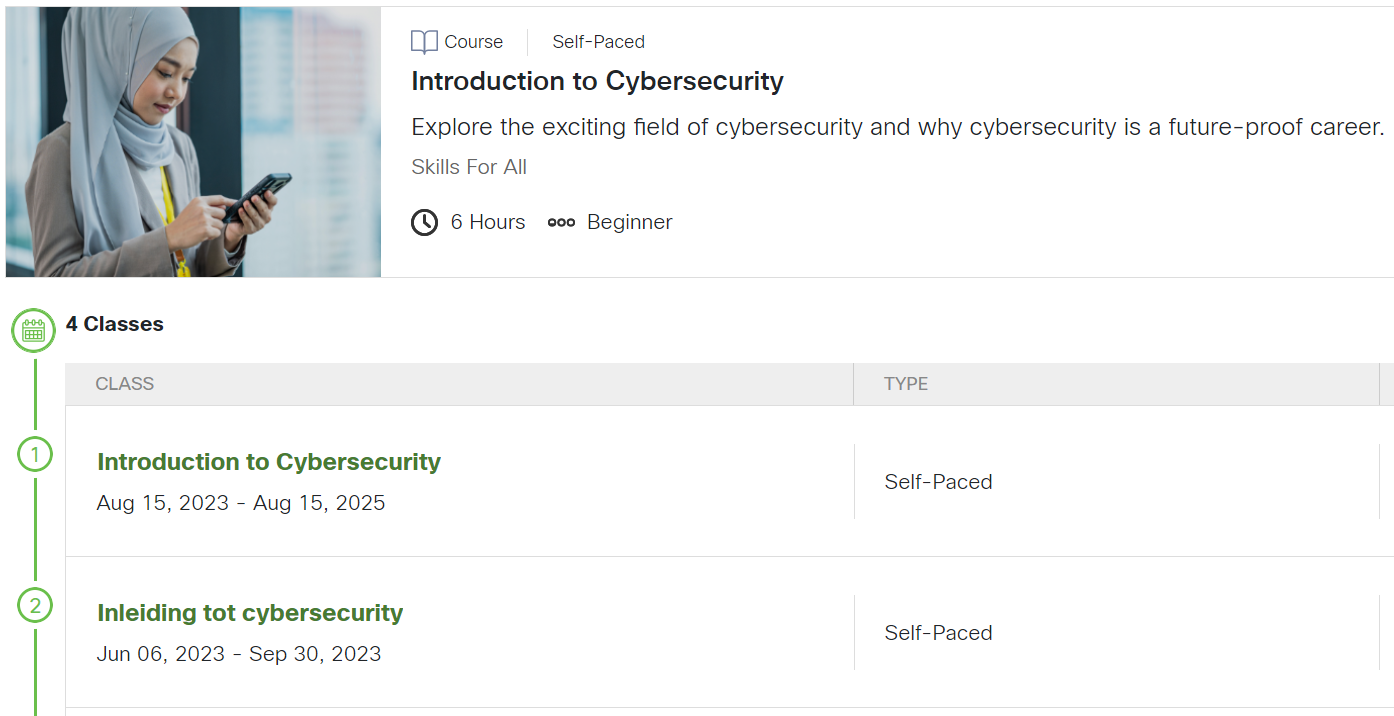 Course Self-Paced
Introduction to Cybersecurity
Explore the exciting field of cybersecurity and why cybersecurity is a future-proof career.
Skills For All
6 Hours Beginner
4 Classes
CLASS TYPE
1
Introduction to Cybersecurity
Aug 15, 2023 - Aug 15, 2025
Self-Paced
2
Inleiding tot cybersecurity
Jun 06, 2023 - Sep 30, 2023
Self-Paced